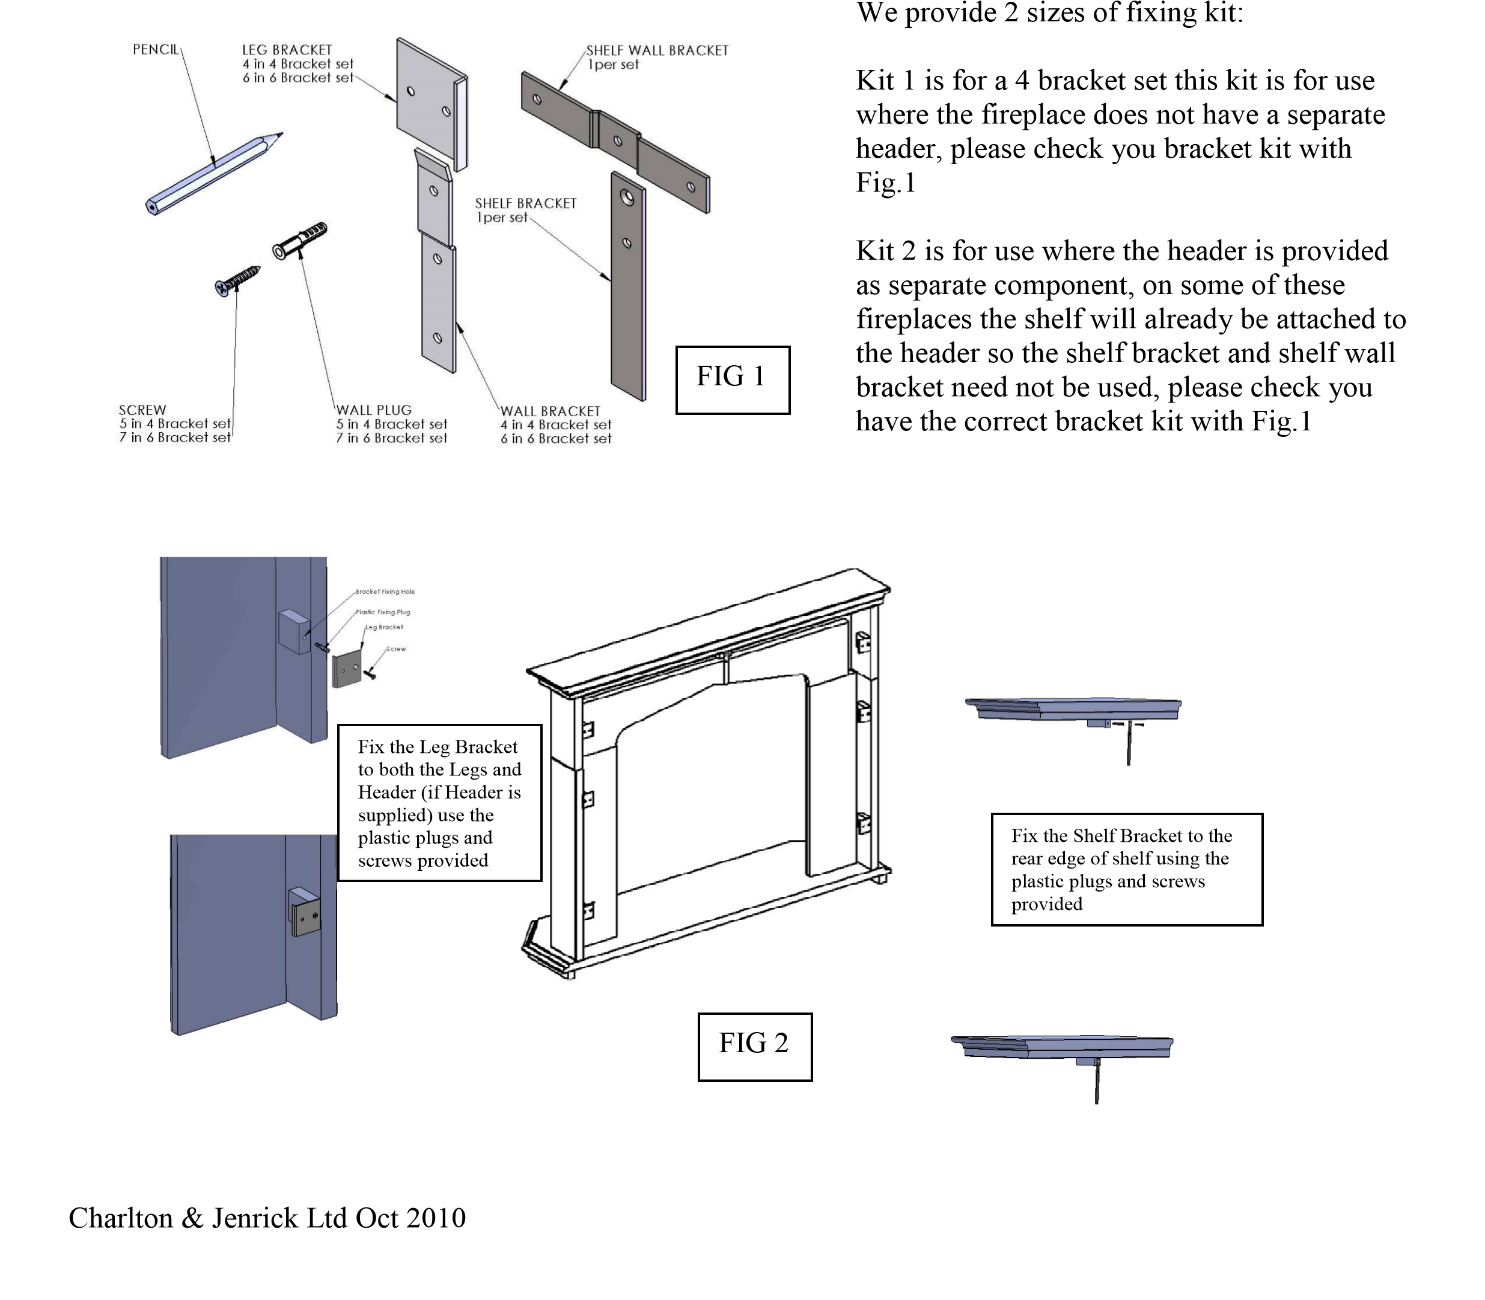 We provide 2 sizes of fixing kit:
Kit 1 is for a 4 bracket set this kit is for use
where the fireplace does not have a separate
header, please check you bracket kit with
Fig.1
Kit 2 is for use where the header is provided
as separate component, on some of these
fireplaces the shelf will already be attached to
the header so the shelf bracket and shelf wall
bracket need not be used, please check you
have the correct bracket kit with Fig.1
PENCIL
LEG BRACKET
4 in 4 Bracket set
6 in 6 Bracket set
SHELF WALL BRACKET
1per set
SHELF BRACKET
1per set
FIG 1
SCREW
5 in 4 Bracket set
7 in 6 Bracket set
WALL PLUG
5 in 4 Bracket set
7 in 6 Bracket set
WALL BRACKET
4 in 4 Bracket set
6 in 6 Bracket set
Bracket Fixing Hole
Plastic Fixing Plug
Leg Bracket
Screw
Fix the Leg Bracket
to both the Legs and
Header (if Header is
supplied) use the
plastic plugs and
screws provided
Fix the Shelf Bracket to the
rear edge of shelf using the
plastic plugs and screws
provided
FIG 2
Charlton & Jenrick Ltd Oct 2010